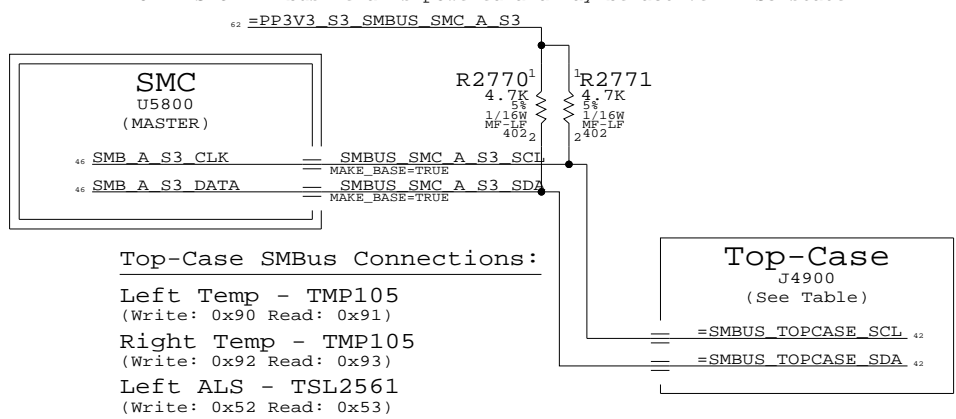 62 =PP3V3_S3_SMBUS_SMC_A_S3
SMC
U5800
(MASTER)
R2770
1
4.7K
5%
1/16W
MF-LF
402
2
1
R2771
4.7K
5%
1/16W
MF-LF
402
2
46 SMB_A_S3_CLK
SMBUS_SMC_A_S3_SCL
MAKE_BASE=TRUE
46 SMB_A_S3_DATA
SMBUS_SMC_A_S3_SDA
MAKE_BASE=TRUE
Top-Case SMBus Connections:
Left Temp - TMP105
(Write: 0x90 Read: 0x91)
Right Temp - TMP105
(Write: 0x92 Read: 0x93)
Left ALS - TSL2561
(Write: 0x52 Read: 0x53)
Top-Case
J4900
(See Table)
=SMBUS_TOPCASE_SCL 42
=SMBUS_TOPCASE_SDA 42